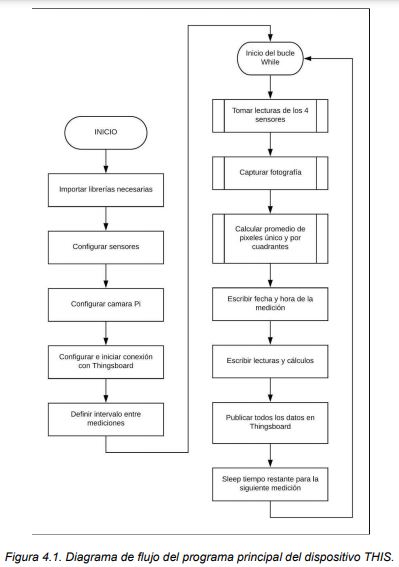 INICIO
Importar librerías necesarias
Configurar sensores
Configurar camara Pi
Configurar e iniciar conexión
con Thingsboard
Definir intervalo entre
mediciones
Inicio del bucle
While
Tomar lecturas de los 4
sensores
Capturar fotografía
Calcular promedio de
pixeles único y por
cuadrantes
Escribir fecha y hora de la
medición
Escribir lecturas y cálculos
Publicar todos los datos en
Thingsboard
Sleep tiempo restante para la
siguiente medición
Figura 4.1. Diagrama de flujo del programa principal del dispositivo THIS.